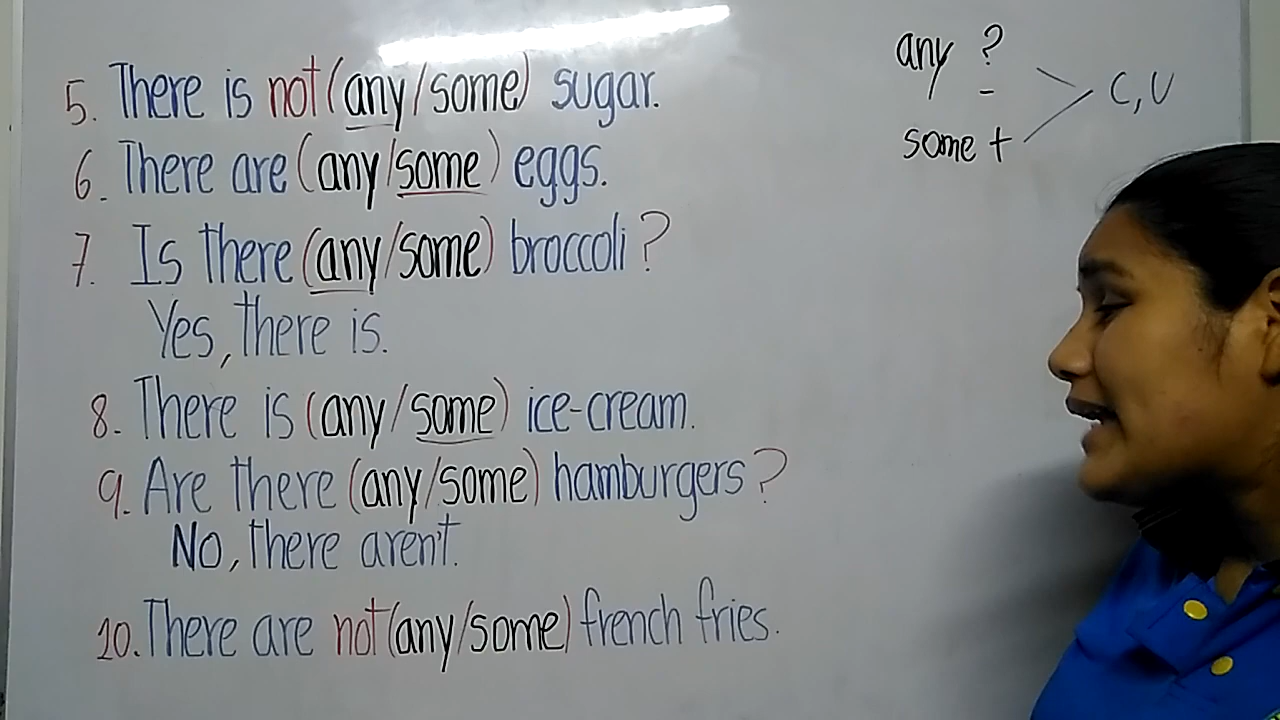 5. There is not (any/some) sugar.
6. There are (any/some) eggs.
7. Is there (any/some) broccoli?
Yes, there is.
8. There is (any/some) ice-cream.
9. Are there (any/some) hamburgers?
No, there aren't.
10. There are not (any/some) french fries.
any ?
-
some +
C, U